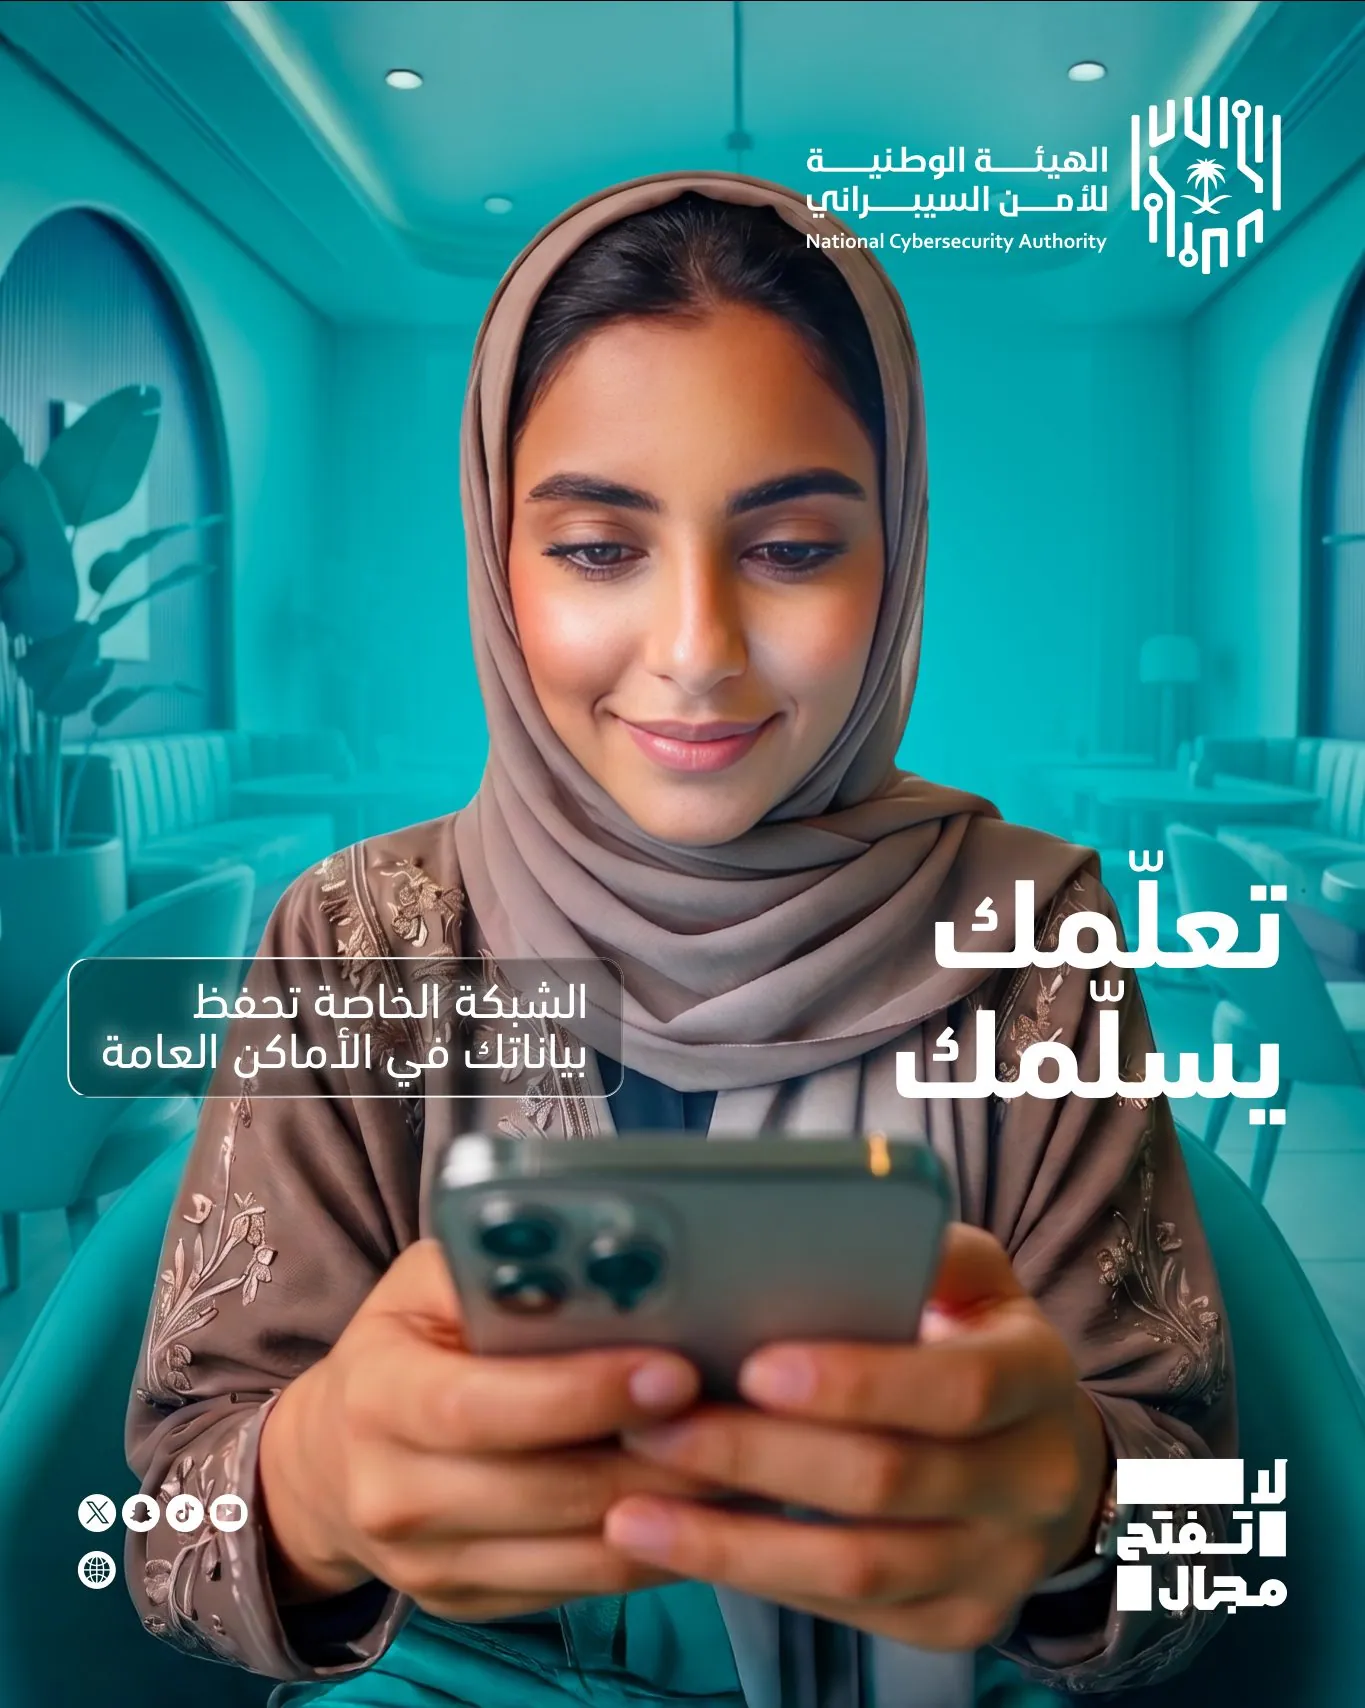 الهيئة الوطنية
للأمن السيبراني
National Cybersecurity Authority
تعلّمك
يسلّمك
الشبكة الخاصة تحفظ
بياناتك في الأماكن العامة
لا
تفتح
مجال